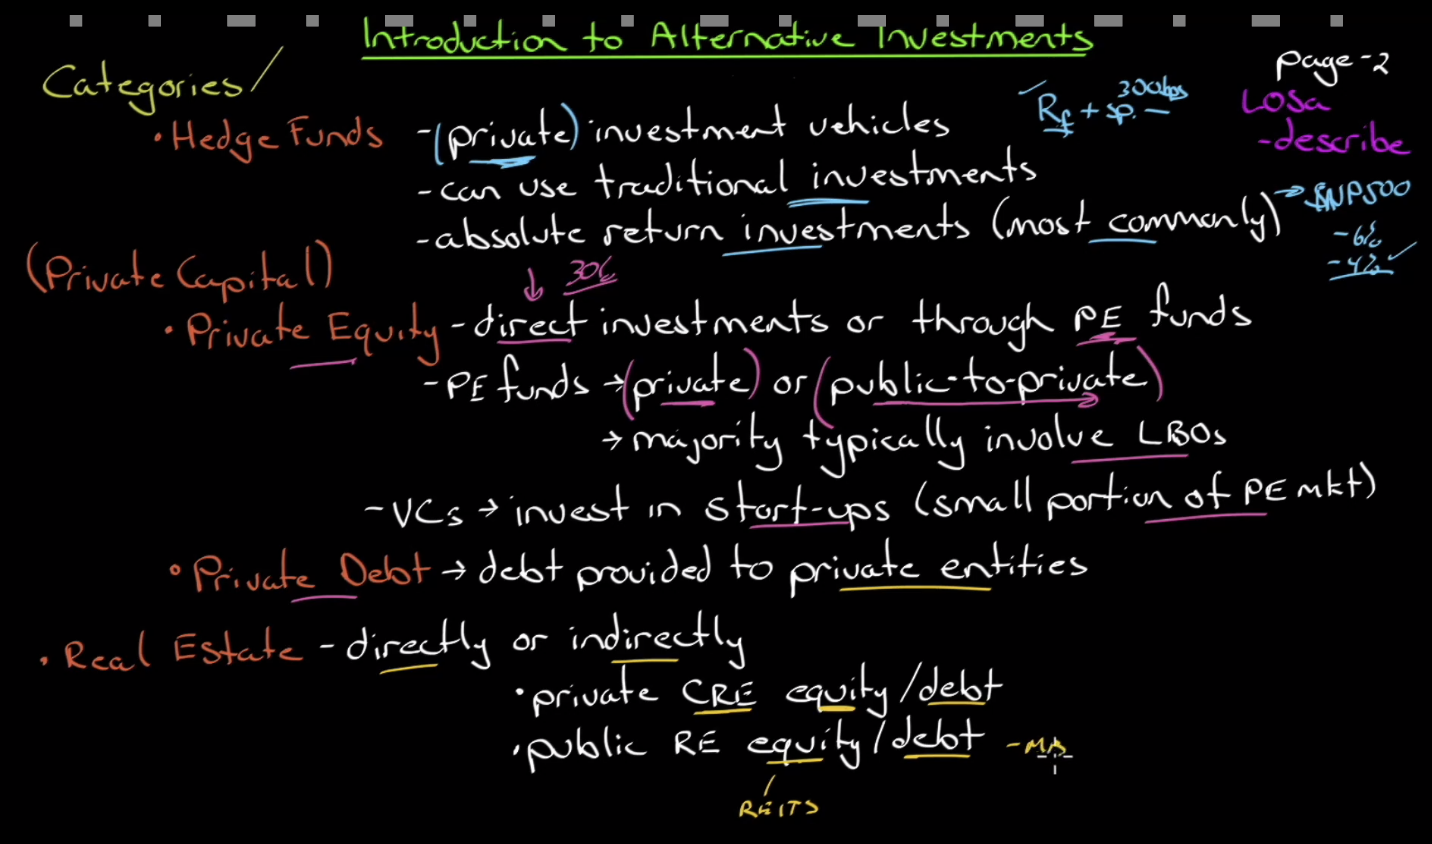 Introduction to Alternative Investments
page-2
Categories/
LOSa
-describe
Rf + sp. 300bps
• Hedge Funds -(private) investment vehicles
-can use traditional investments
-absolute return investments (most commonly) → SNP500
-6%
-4% ✓
(Private Capital)
↓ 30%
• Private Equity - direct investments or through PE funds
-PE funds → (private) or (public-to-private)
→ majority typically involve LBOs
-VCs → invest in start-ups (small portion of PE mkt)
• Private Debt → debt provided to private entities
• Real Estate - directly or indirectly
• private CRE equity/debt
• public RE equity/debt
REITS